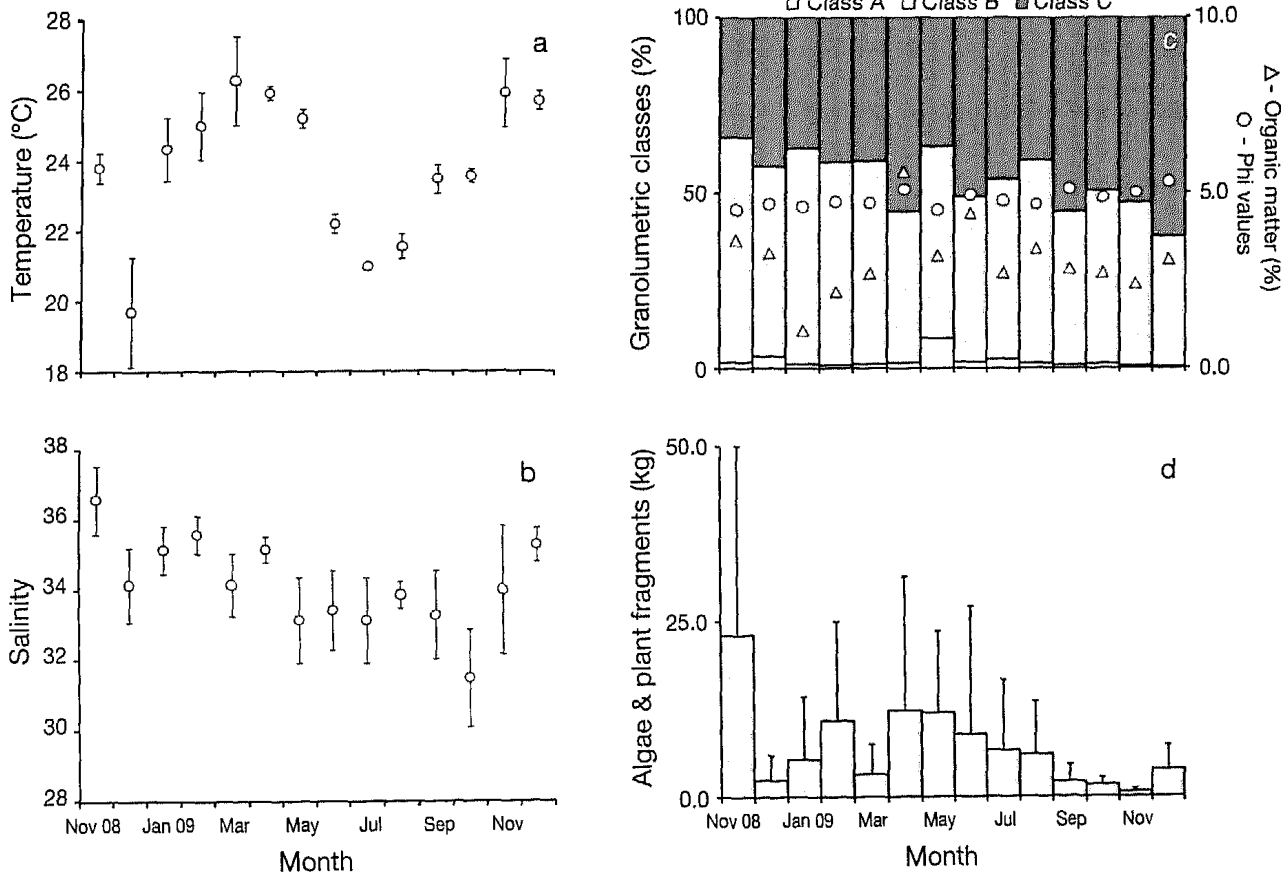 28
26
24
22
20
18
Temperature (ºC)
a
□ Class A □ Class B ■ Class C
100
50
0
Granolumetric classes (%)
10.0
5.0
0.0
Δ - Organic matter (%)
O - Phi values
C
38
36
34
32
30
28
Salinity
b
Nov 08 Jan 09 Mar May Jul Sep Nov
Month
50.0
25.0
0.0
Algae & plant fragments (kg)
d
Nov 08 Jan 09 Mar May Jul Sep Nov
Month